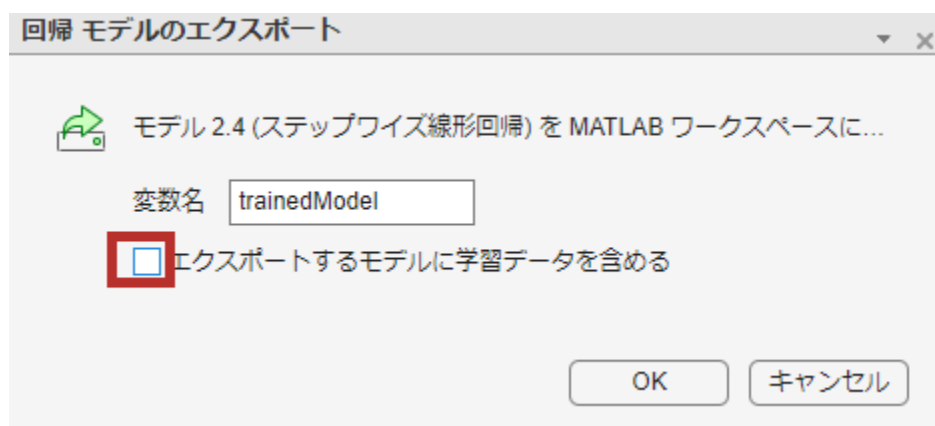 回帰 モデルのエクスポート
モデル 2.4 (ステップワイズ線形回帰) を MATLAB ワークスペースに...
変数名 trainedModel
エクスポートするモデルに学習データを含める
OK キャンセル